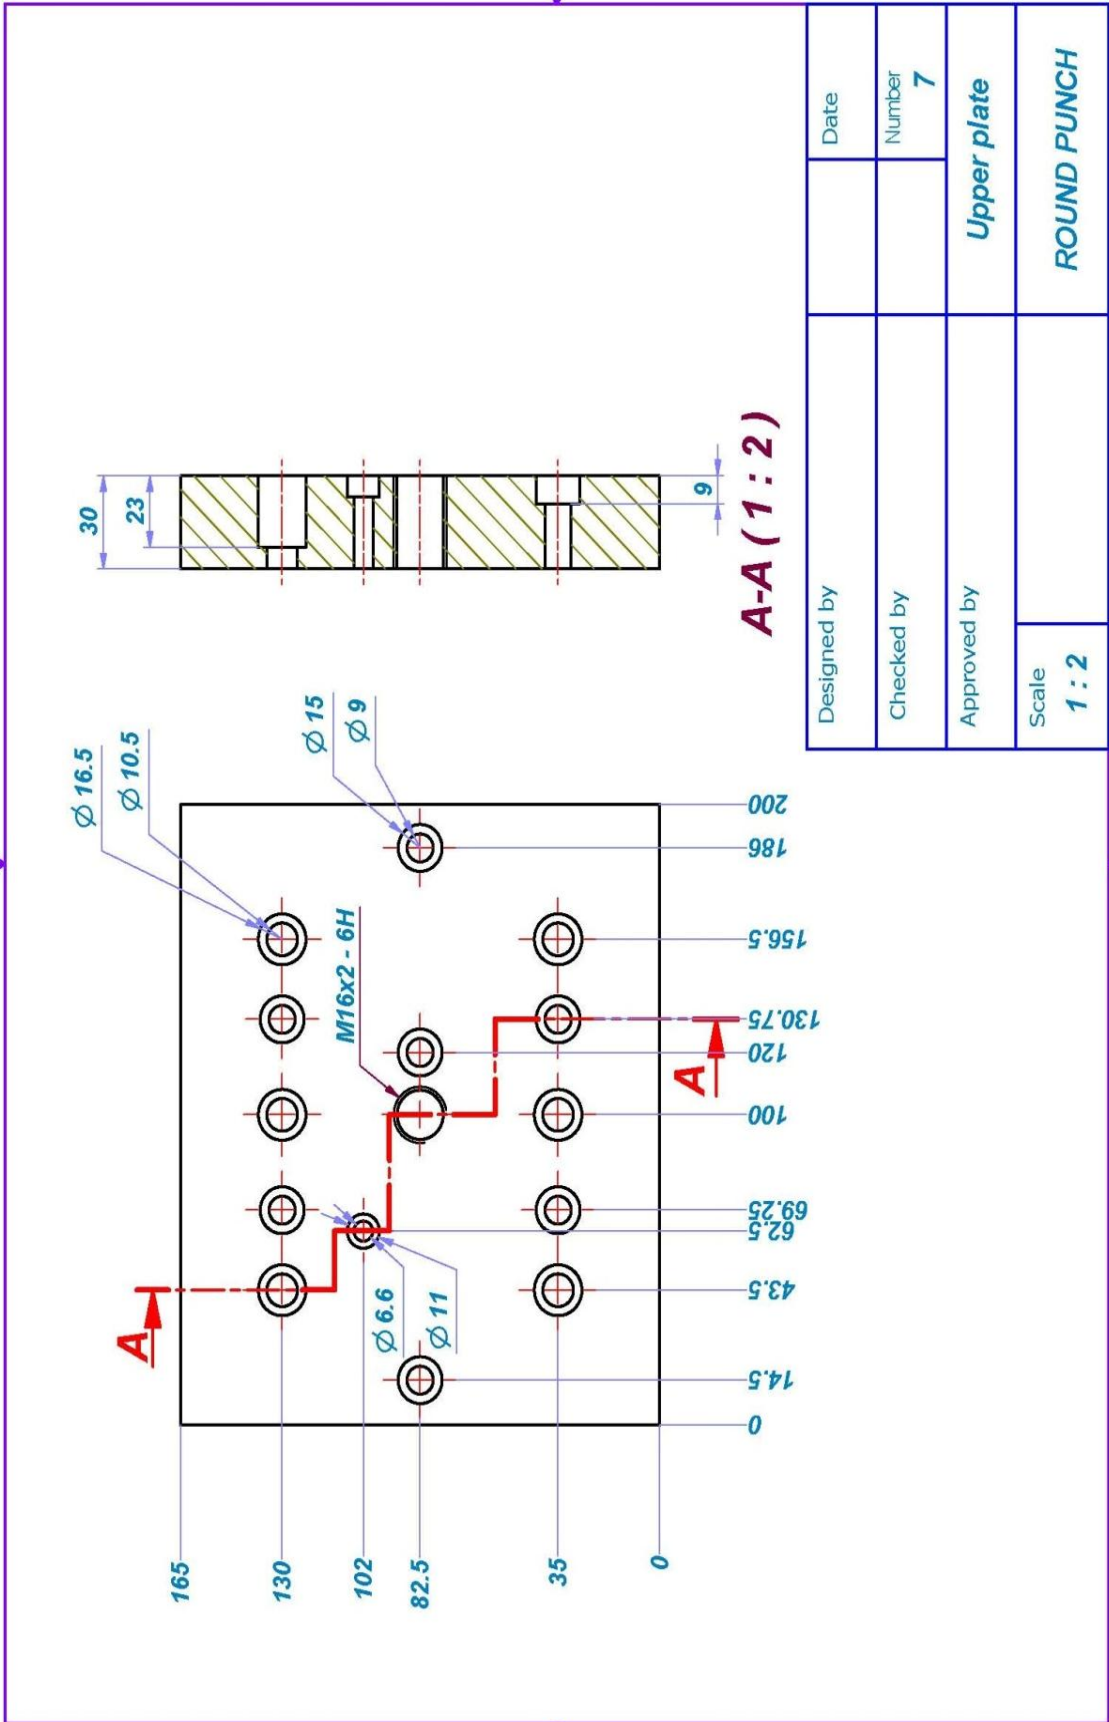 30
23
9
A-A ( 1 : 2 )
Ø 16.5
Ø 10.5
Ø 15
Ø 9
M16x2 - 6H
Ø 6.6
Ø 11
A
A
165
130
102
82.5
35
0
0
14.5
43.5
62.5
69.25
100
120
130.75
156.5
186
200
Designed by
Date
Checked by
Number
7
Approved by
Upper plate
Scale
1 : 2
ROUND PUNCH